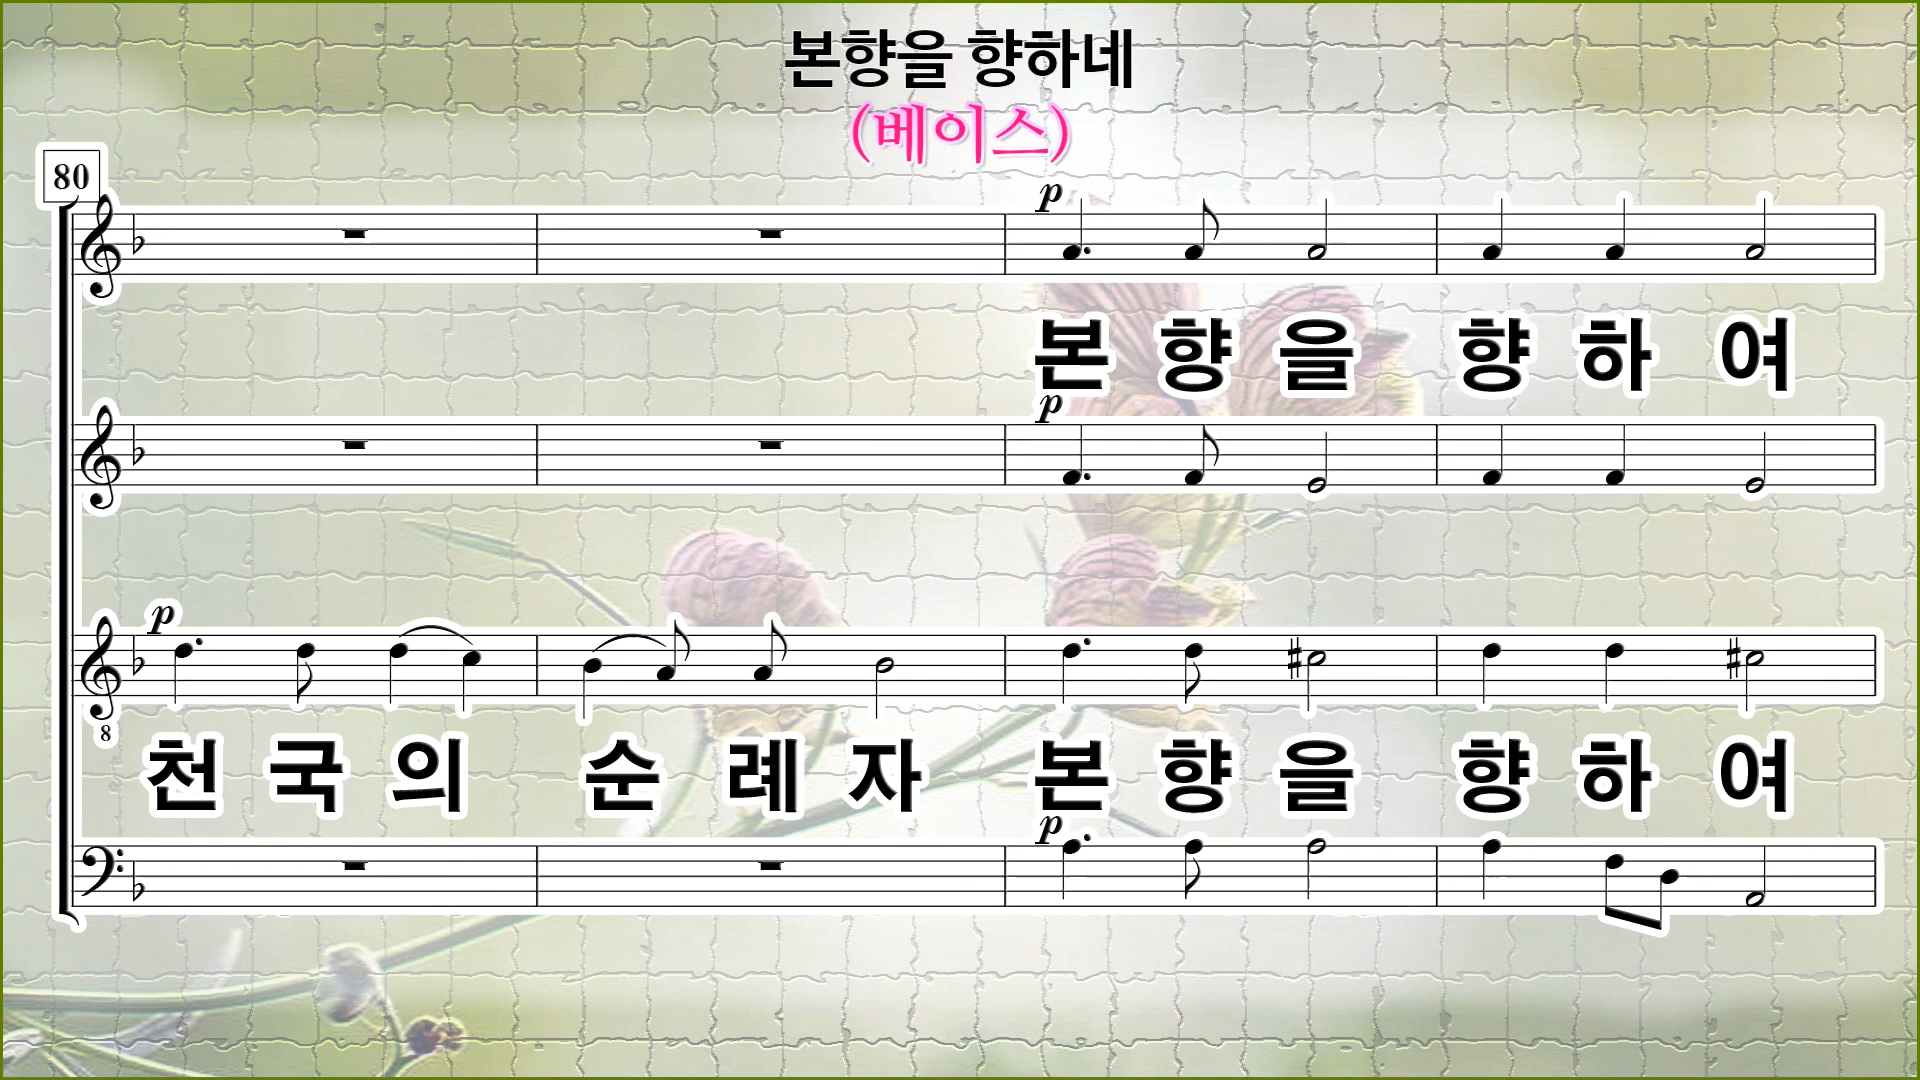 본향을 향하네
(베이스)
80
p
본 향 을 향 하 여
p
p
8
천 국 의 순 례 자 본 향 을 향 하 여
p